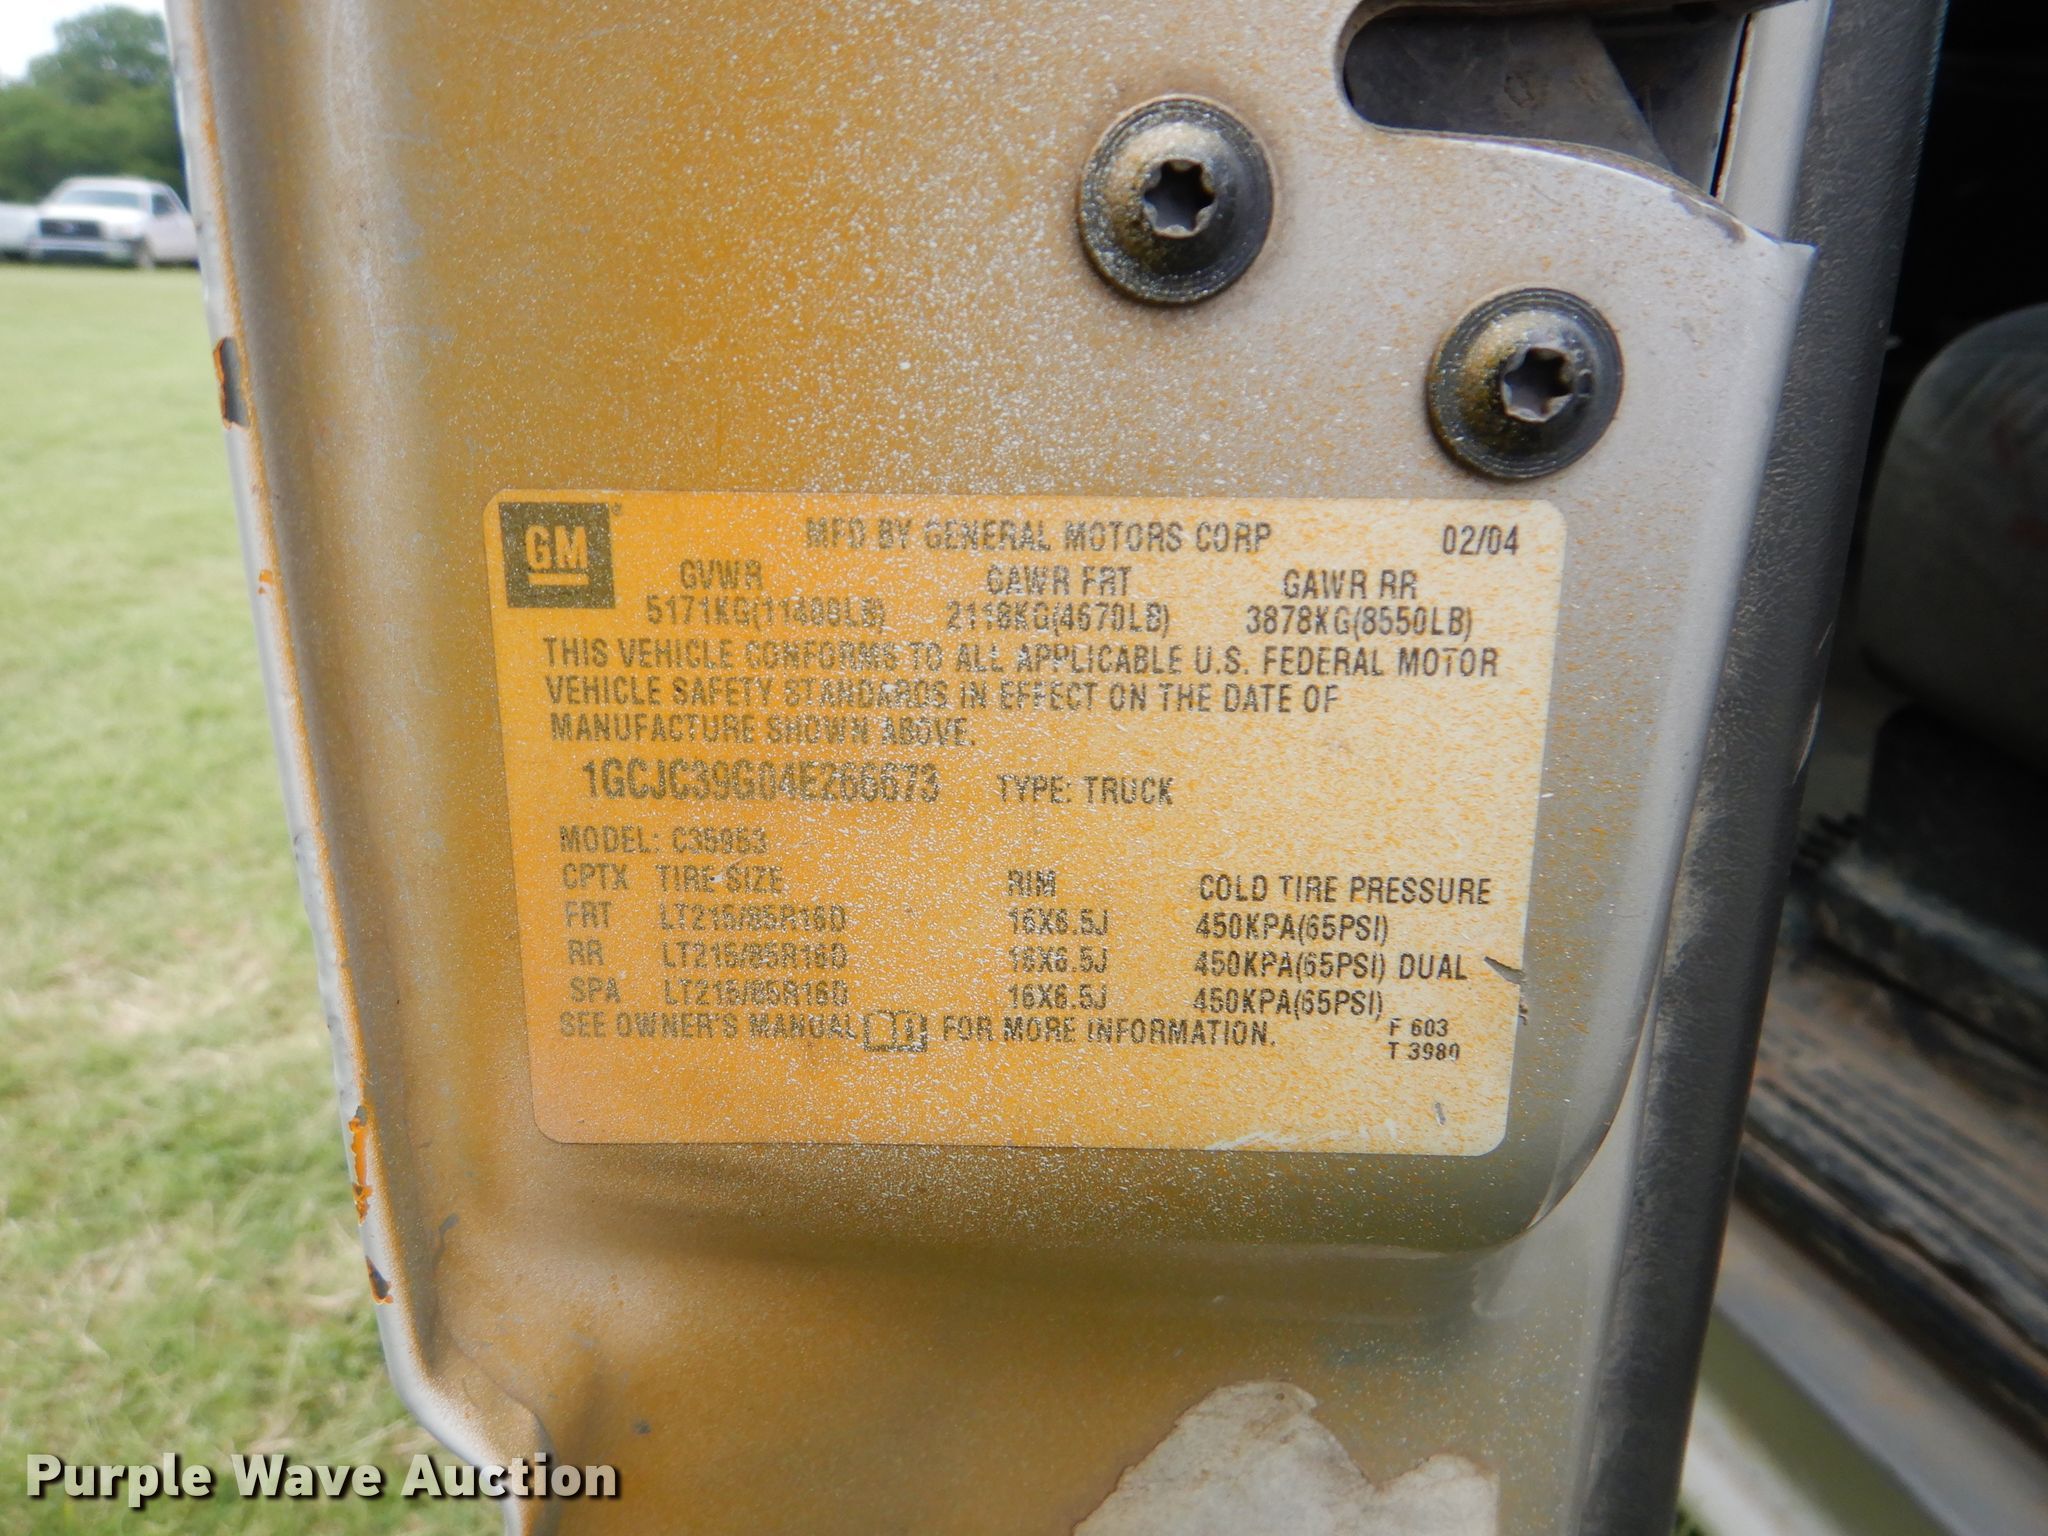 GM
MFD BY GENERAL MOTORS CORP 02/04
GVWR GAWR FRT GAWR RR
5171KG(11400LB) 2118KG(4670LB) 3878KG(8550LB)
THIS VEHICLE CONFORMS TO ALL APPLICABLE U.S. FEDERAL MOTOR
VEHICLE SAFETY STANDARDS IN EFFECT ON THE DATE OF
MANUFACTURE SHOWN ABOVE.
1GCJC39G04E266673 TYPE: TRUCK
MODEL: C35953
CPTX TIRE SIZE RIM COLD TIRE PRESSURE
FRT LT215/85R16D 16X6.5J 450KPA(65PSI)
RR LT215/85R16D 16X6.5J 450KPA(65PSI) DUAL
SPA LT215/85R16D 16X6.5J 450KPA(65PSI)
SEE OWNER'S MANUAL FOR MORE INFORMATION. F 603
T 3980
Purple Wave Auction